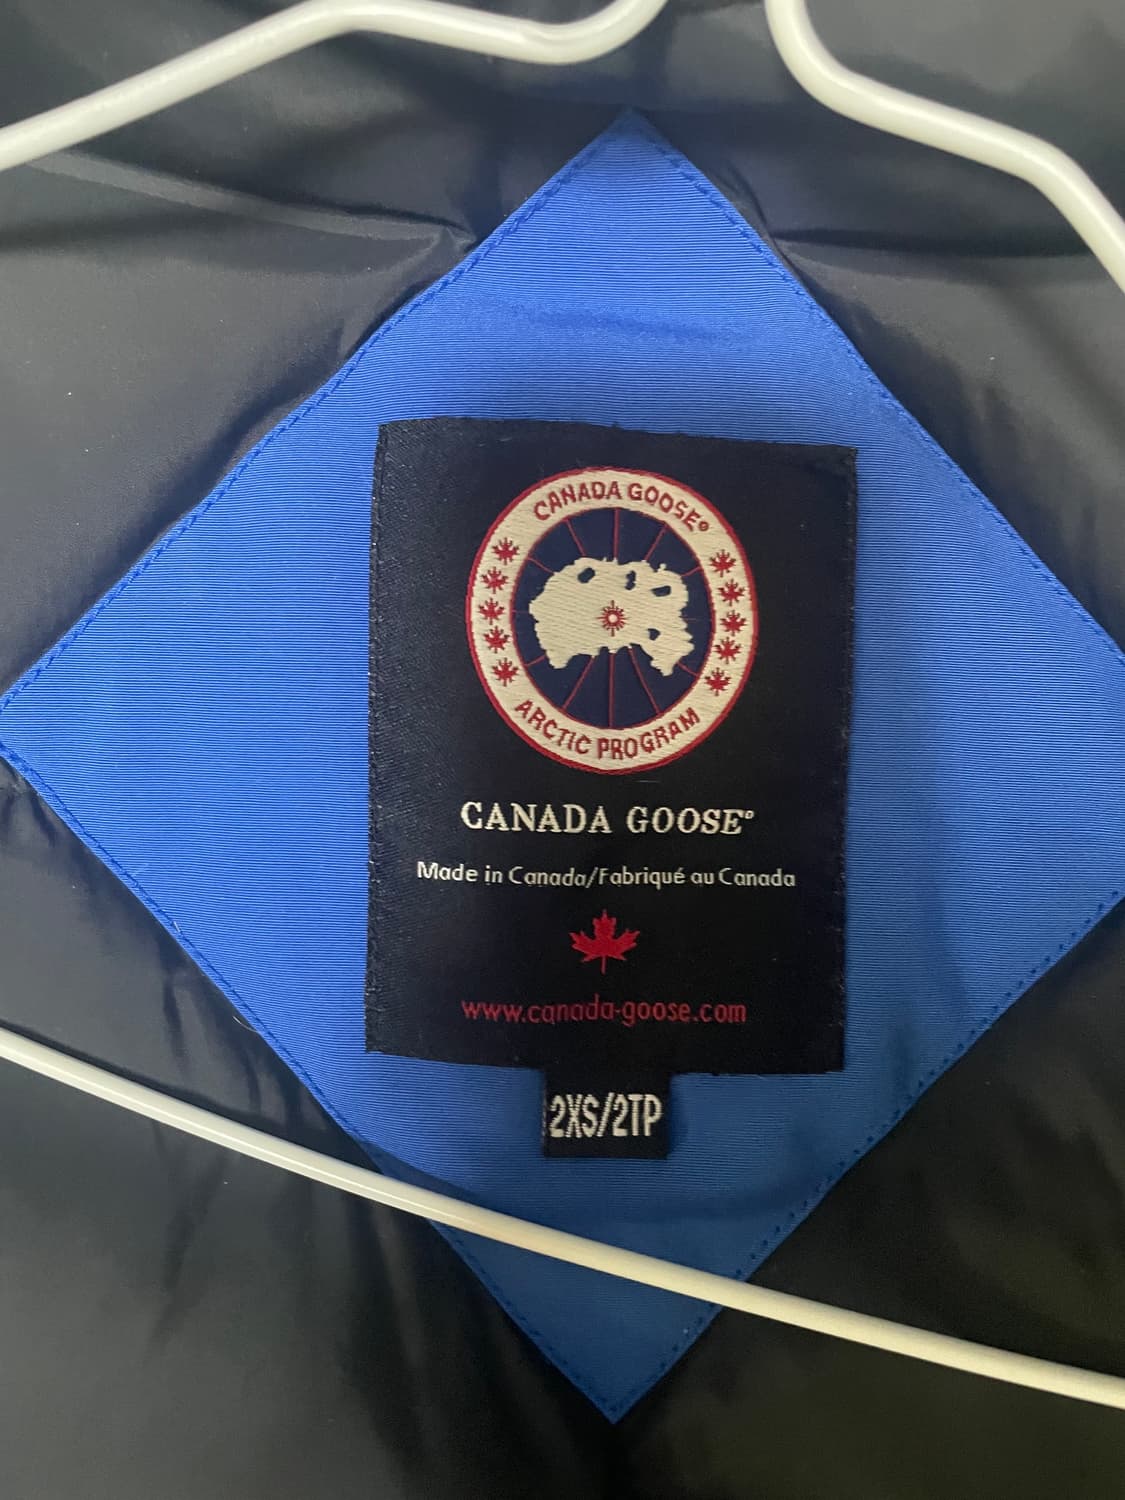 CANADA GOOSE®
ARCTIC PROGRAM
CANADA GOOSE®
Made in Canada/Fabriqué au Canada
www.canada-goose.com
2XS/2TP